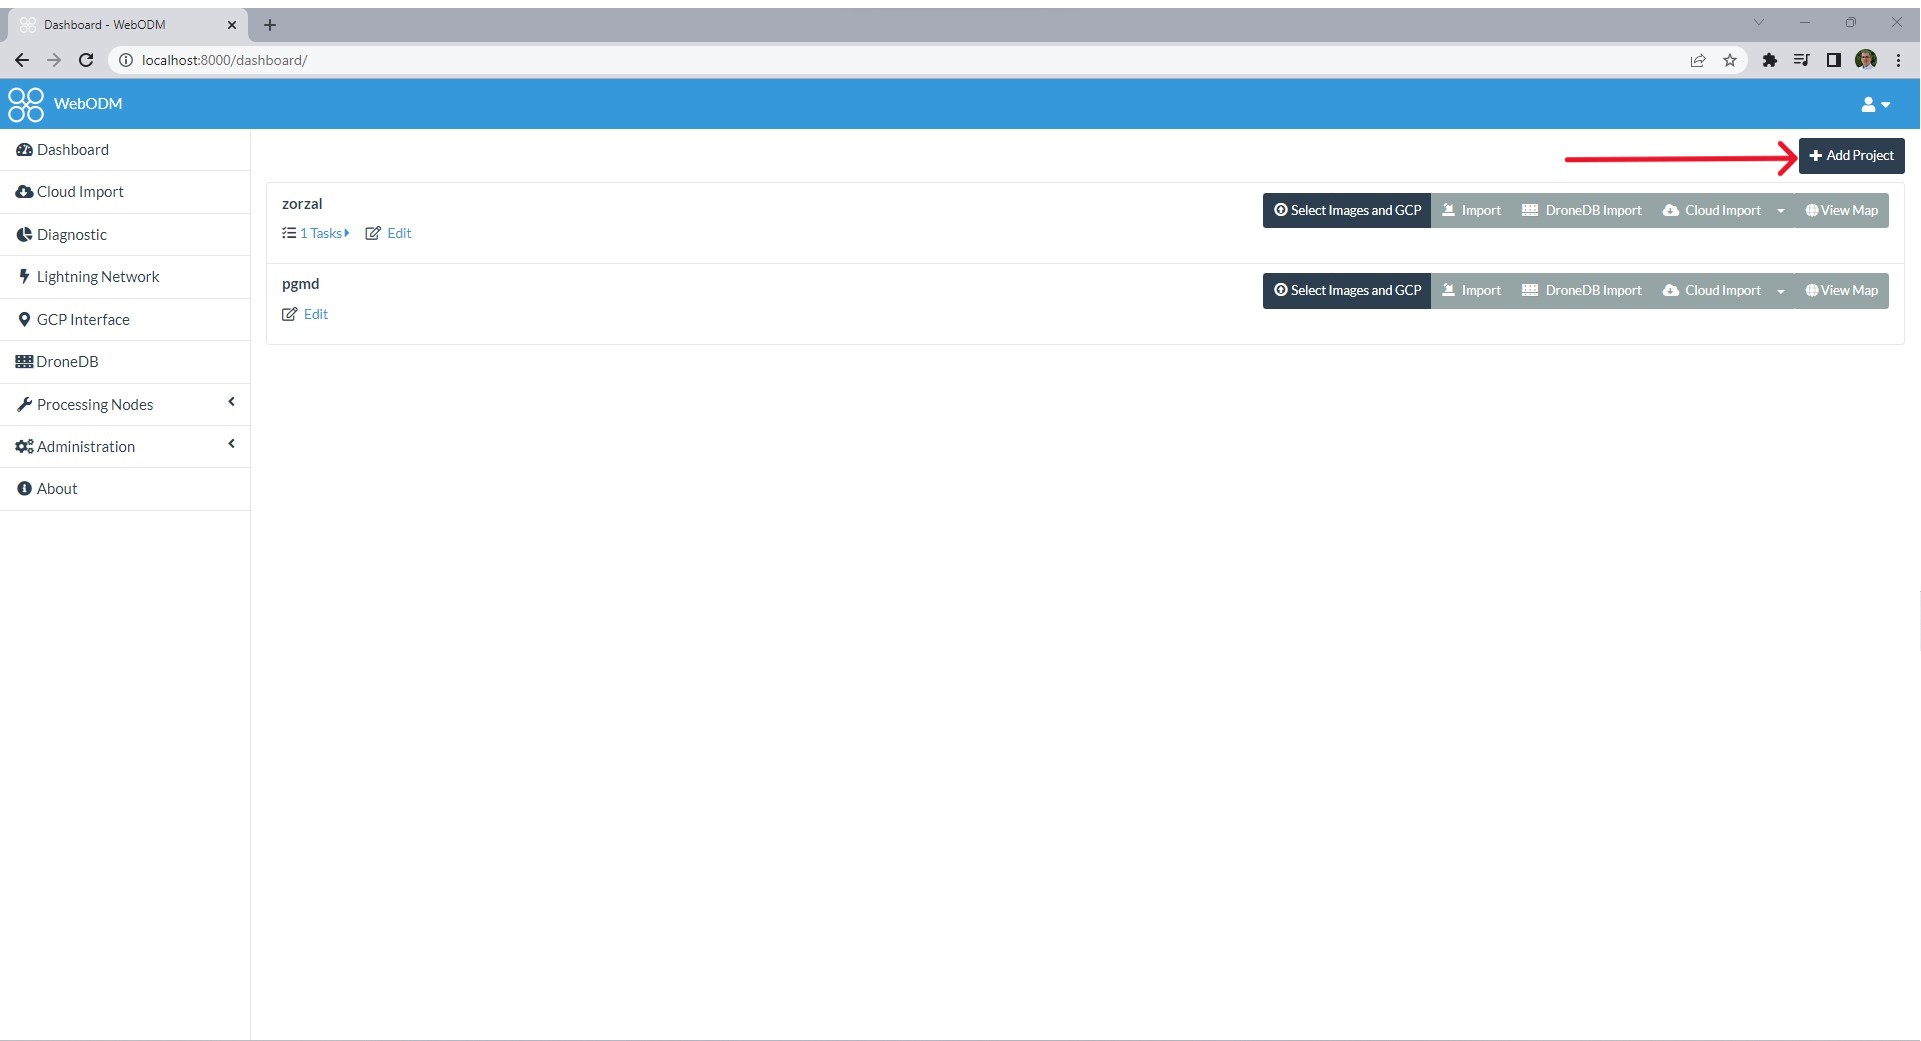 Dashboard - WebODM
localhost:8000/dashboard/
WebODM
Dashboard
Cloud Import
Diagnostic
Lightning Network
GCP Interface
DroneDB
Processing Nodes
Administration
About
Add Project
zorzal
Select Images and GCP Import DroneDB Import Cloud Import View Map
1 Tasks Edit
pgmd
Select Images and GCP Import DroneDB Import Cloud Import View Map
Edit